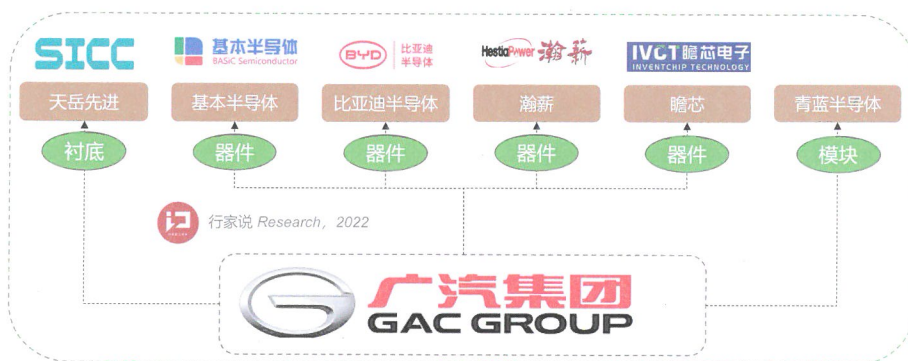 SICC
基本半导体
BASiC Semiconductor
BYD
比亚迪
半导体
HestiaPower 瀚薪
IVCT 瞻芯电子
INVENTCHIP TECHNOLOGY
天岳先进
基本半导体
比亚迪半导体
瀚薪
瞻芯
青蓝半导体
衬底
器件
器件
器件
器件
模块
行家说 Research，2022
广汽集团
GAC GROUP